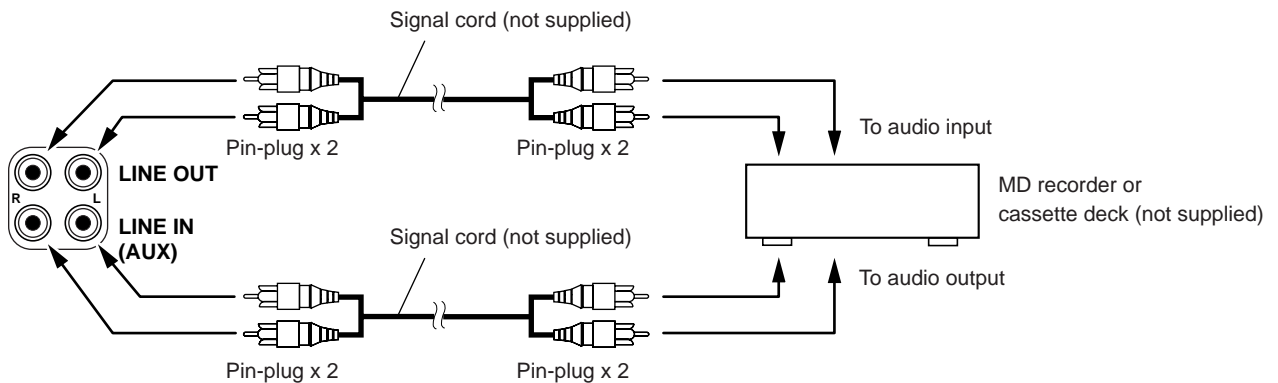 Signal cord (not supplied)
Pin-plug x 2
Pin-plug x 2
To audio input
LINE OUT
R
L
LINE IN
(AUX)
MD recorder or
cassette deck (not supplied)
Signal cord (not supplied)
To audio output
Pin-plug x 2
Pin-plug x 2